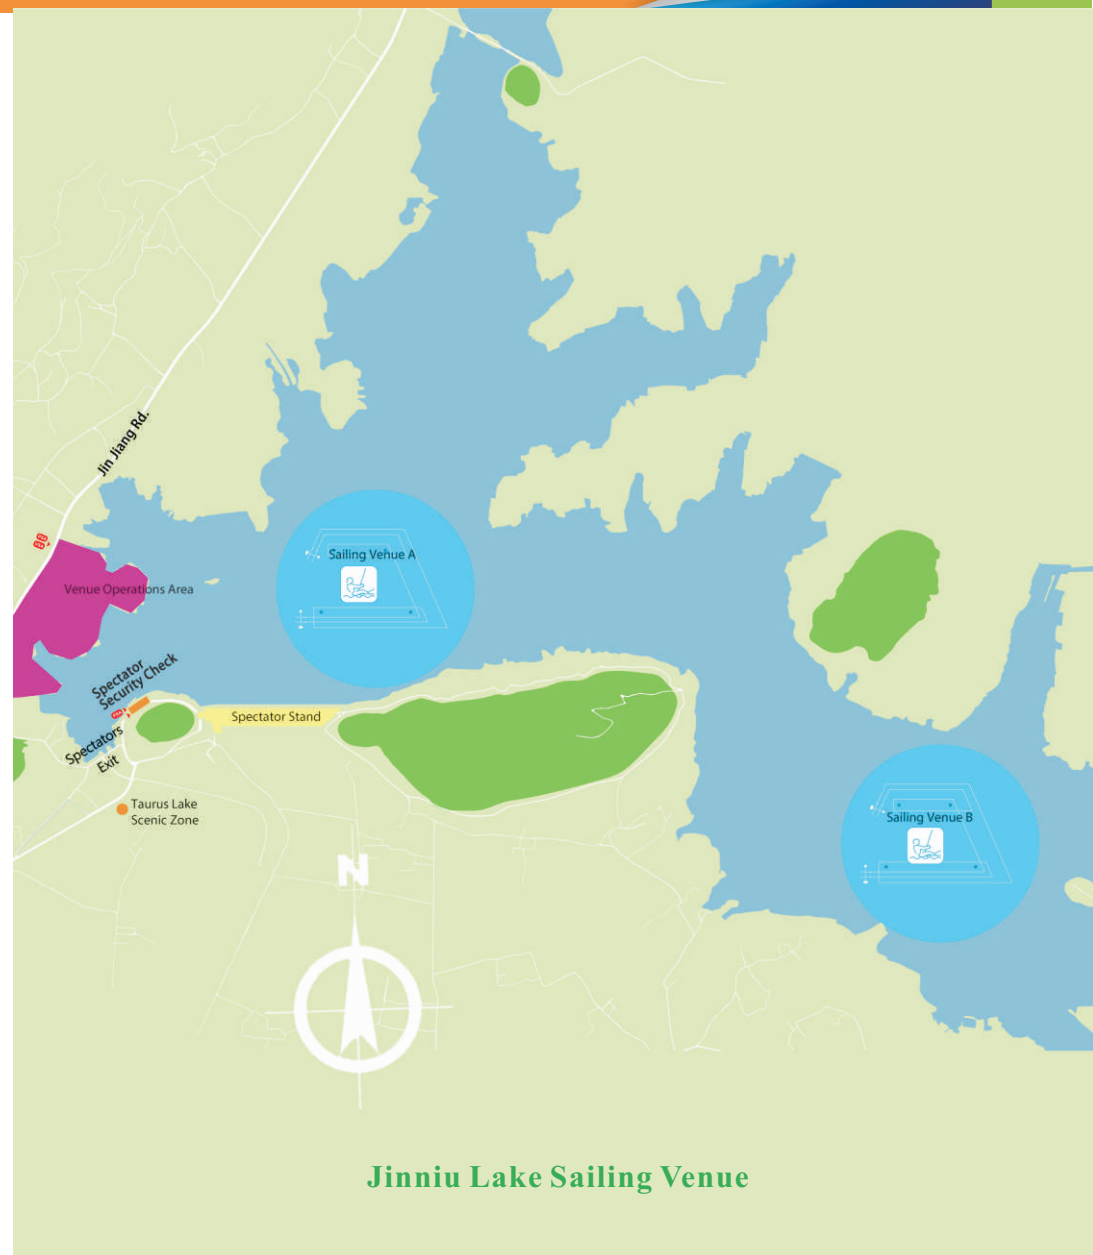 Jin Jiang Rd.
Sailing Venue A
Venue Operations Area
Spectator
Security Check
Spectator Stand
Spectators
Exit
Taurus Lake
Scenic Zone
Sailing Venue B
N
Jinniu Lake Sailing Venue